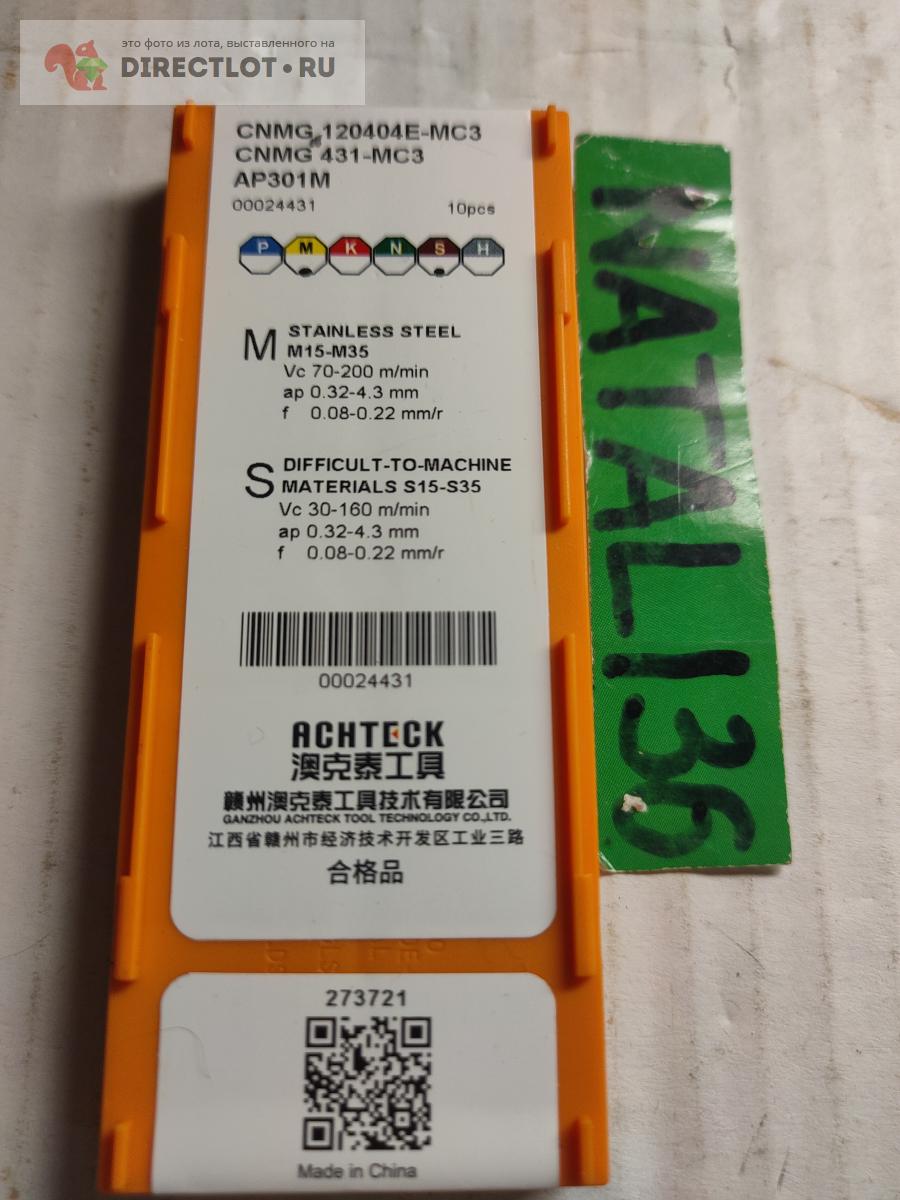 это фото из лота, выставленного на
DIRECTLOT.RU
CNMG 120404E-MC3
CNMG 431-MC3
AP301M
00024431 10pcs
P M K N S H
M STAINLESS STEEL
M15-M35
Vc 70-200 m/min
ap 0.32-4.3 mm
f 0.08-0.22 mm/r
S DIFFICULT-TO-MACHINE
MATERIALS S15-S35
Vc 30-160 m/min
ap 0.32-4.3 mm
f 0.08-0.22 mm/r
00024431
ACHTECK
澳克泰工具
赣州澳克泰工具技术有限公司
GANZHOU ACHTECK TOOL TECHNOLOGY CO.,LTD.
江西省赣州市经济技术开发区工业三路
合格品
273721
Made in China
NATALI36